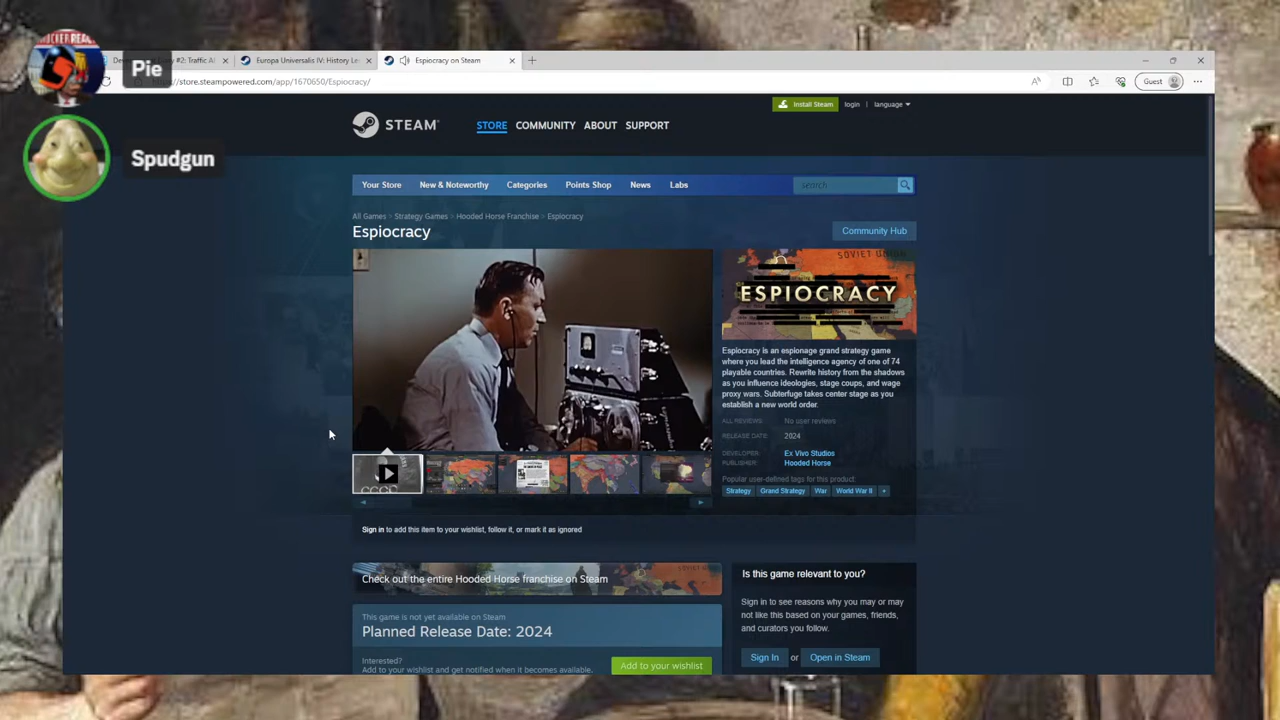 Pie
Spudgun
#2: Traffic A
Europa Universalis IV: History Le
Espiocracy on Steam
store.steampowered.com/app/1670650/Espiocracy/
Guest
Install Steam
login
language
STEAM
STORE
COMMUNITY
ABOUT
SUPPORT
Your Store
New & Noteworthy
Categories
Points Shop
News
Labs
search
All Games > Strategy Games > Hooded Horse Franchise > Espiocracy
Espiocracy
Community Hub
SOVIET UNION
ESPIOCRACY
Espiocracy is an espionage grand strategy game
where you lead the intelligence agency of one of 74
playable countries. Rewrite history from the shadows
as you influence ideologies, stage coups, and wage
proxy wars. Subterfuge takes center stage as you
establish a new world order.
ALL REVIEWS: No user reviews
RELEASE DATE: 2024
DEVELOPER: Ex Vivo Studios
PUBLISHER: Hooded Horse
Popular user-defined tags for this product:
Strategy
Grand Strategy
War
World War II
+
CCCP
Sign in to add this item to your wishlist, follow it, or mark it as ignored
Check out the entire Hooded Horse franchise on Steam
This game is not yet available on Steam
Planned Release Date: 2024
Interested?
Add to your wishlist and get notified when it becomes available.
Add to your wishlist
Is this game relevant to you?
Sign in to see reasons why you may or may
not like this based on your games, friends,
and curators you follow.
Sign In or Open in Steam